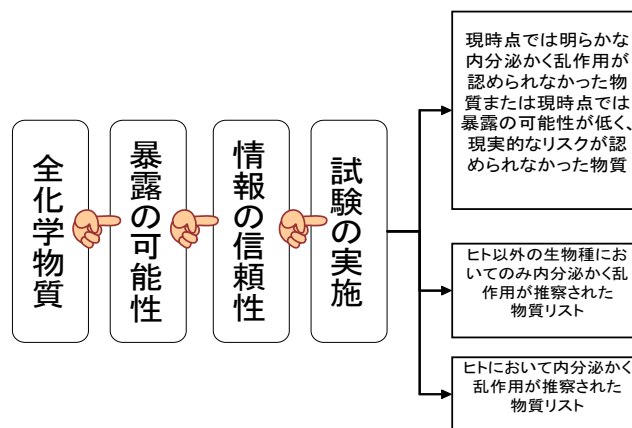 全化学物質
暴露の可能性
情報の信頼性
試験の実施
現時点では明らかな
内分泌かく乱作用が
認められなかった物
質または現時点では
暴露の可能性が低く、
現実的なリスクが認
められなかった物質
ヒト以外の生物種にお
いてのみ内分泌かく乱
作用が推察された
物質リスト
ヒトにおいて内分泌かく
乱作用が推察された
物質リスト